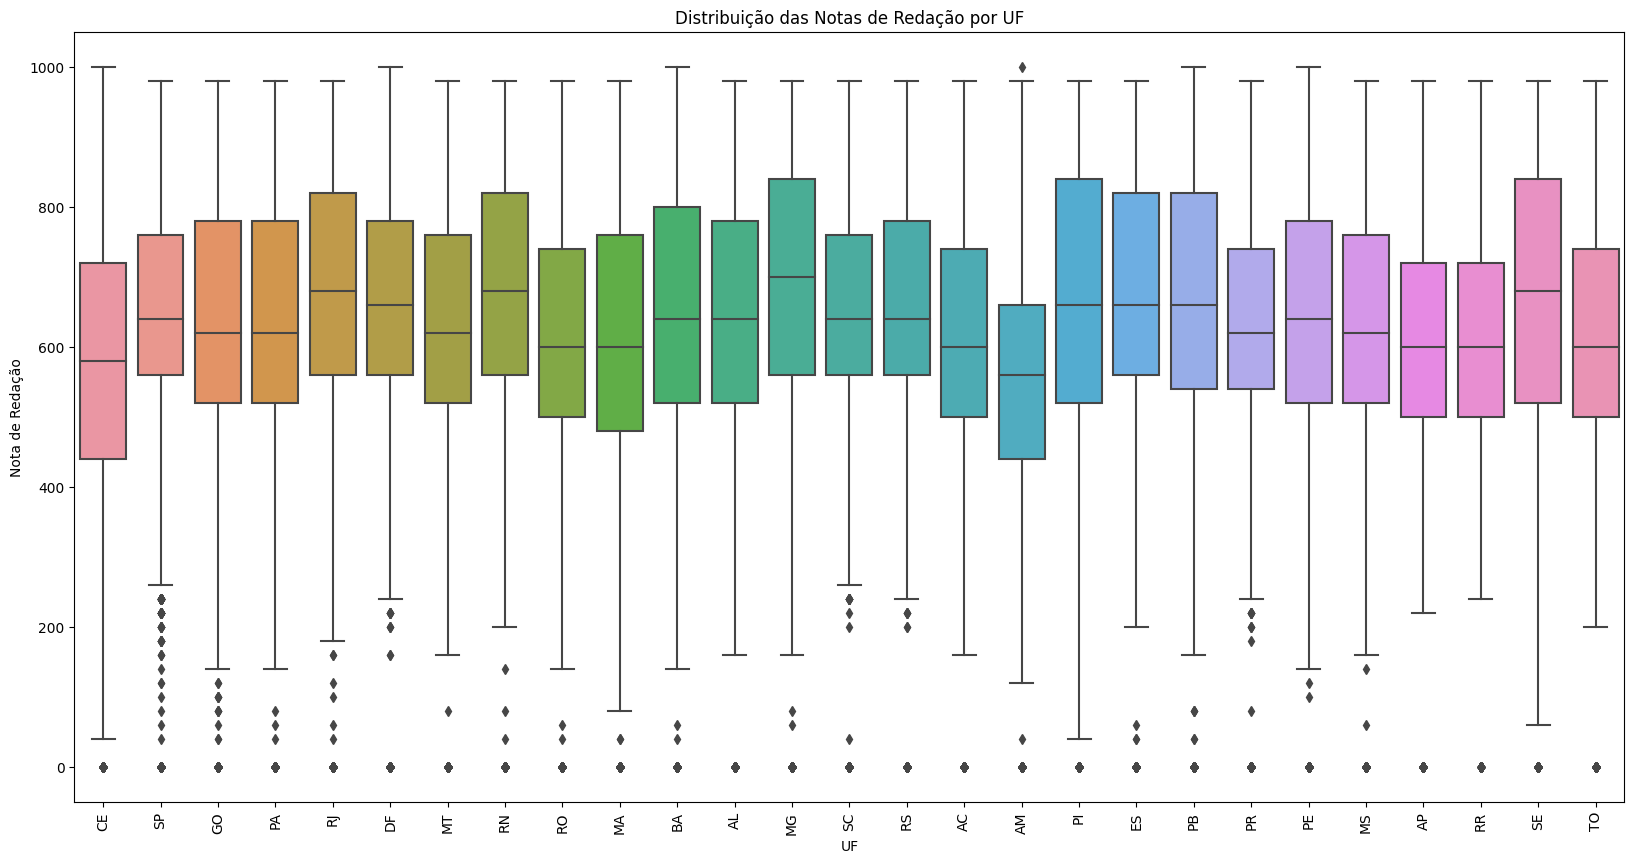 Distribuição das Notas de Redação por UF
Nota de Redação
1000
800
600
400
200
0
CE
SP
GO
PA
RJ
DF
MT
RN
RO
MA
BA
AL
MG
SC
RS
AC
AM
PI
ES
PB
PR
PE
MS
AP
RR
SE
TO
UF